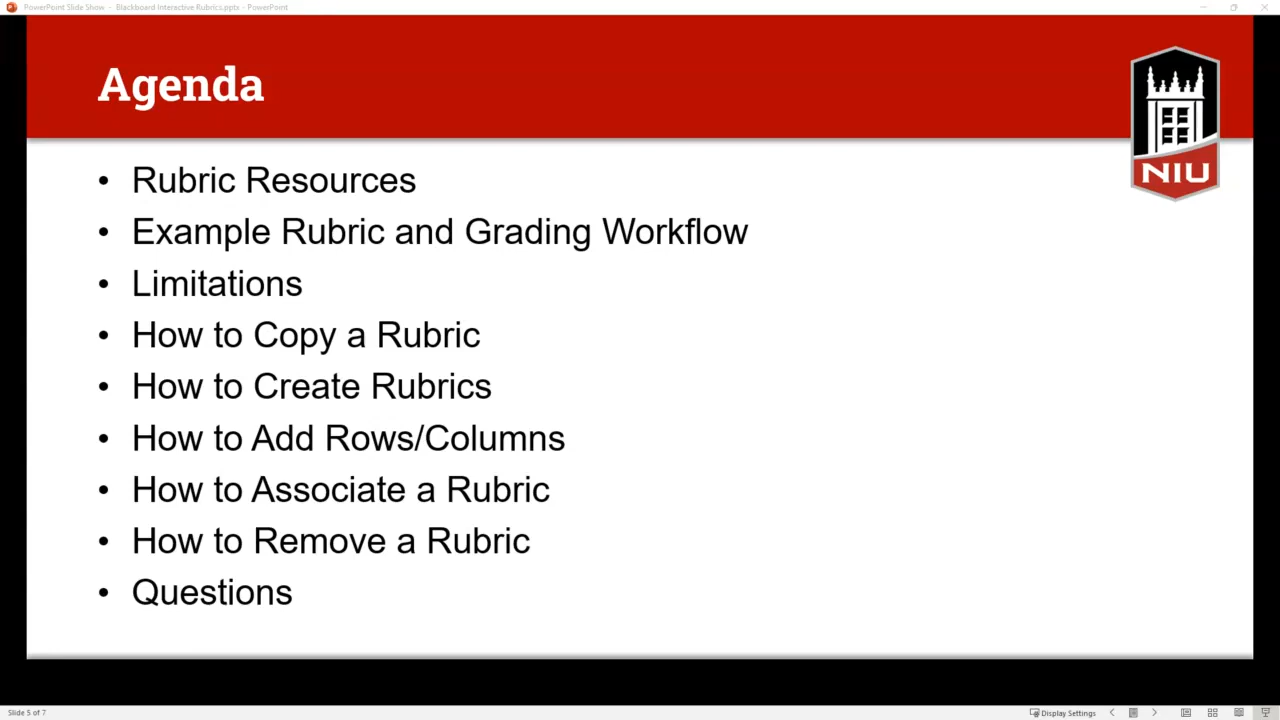 PowerPoint Slide Show - Blackboard Interactive Rubrics.pptx - PowerPoint
Agenda
NIU
• Rubric Resources
• Example Rubric and Grading Workflow
• Limitations
• How to Copy a Rubric
• How to Create Rubrics
• How to Add Rows/Columns
• How to Associate a Rubric
• How to Remove a Rubric
• Questions
Slide 5 of 7
Display Settings